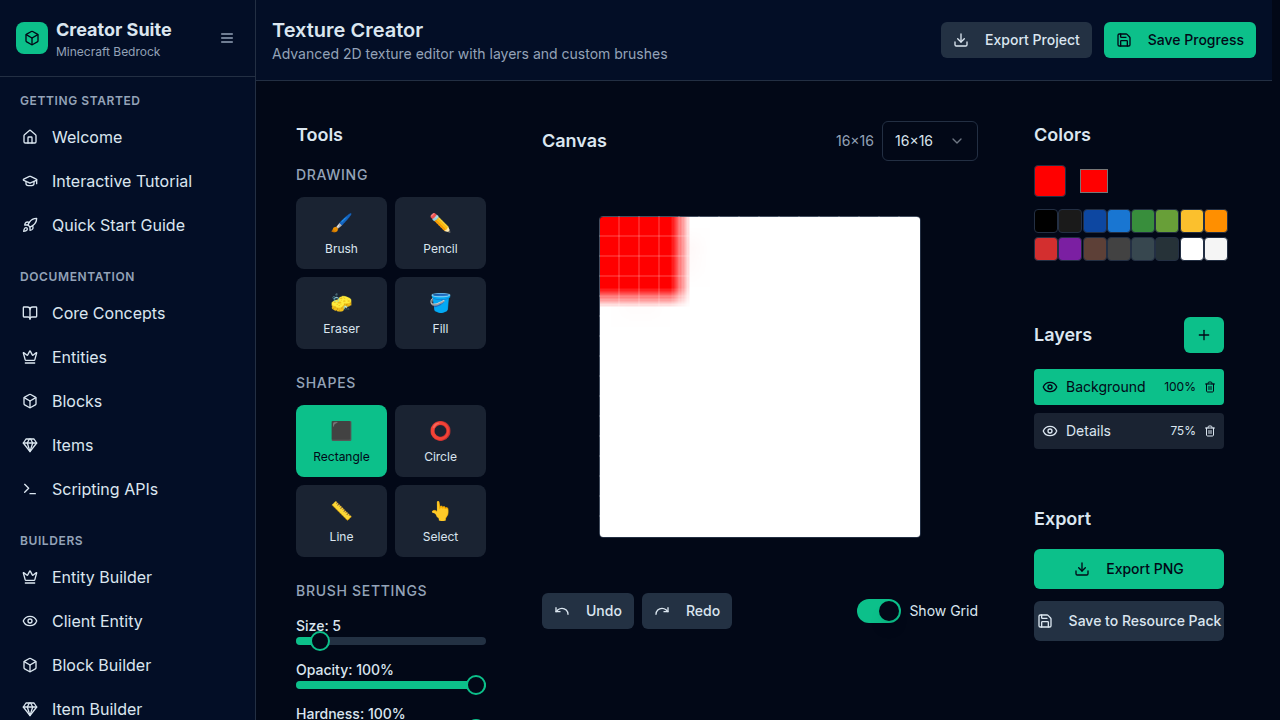 Creator Suite
Minecraft Bedrock
GETTING STARTED
Welcome
Interactive Tutorial
Quick Start Guide
DOCUMENTATION
Core Concepts
Entities
Blocks
Items
Scripting APIs
BUILDERS
Entity Builder
Client Entity
Block Builder
Item Builder
Texture Creator
Advanced 2D texture editor with layers and custom brushes
Export Project
Save Progress
Tools
DRAWING
Brush
Pencil
Eraser
Fill
SHAPES
Rectangle
Circle
Line
Select
BRUSH SETTINGS
Size: 5
Opacity: 100%
Hardness: 100%
Canvas
16×16
16×16
Undo
Redo
Show Grid
Colors
Layers
Background 100%
Details 75%
Export
Export PNG
Save to Resource Pack